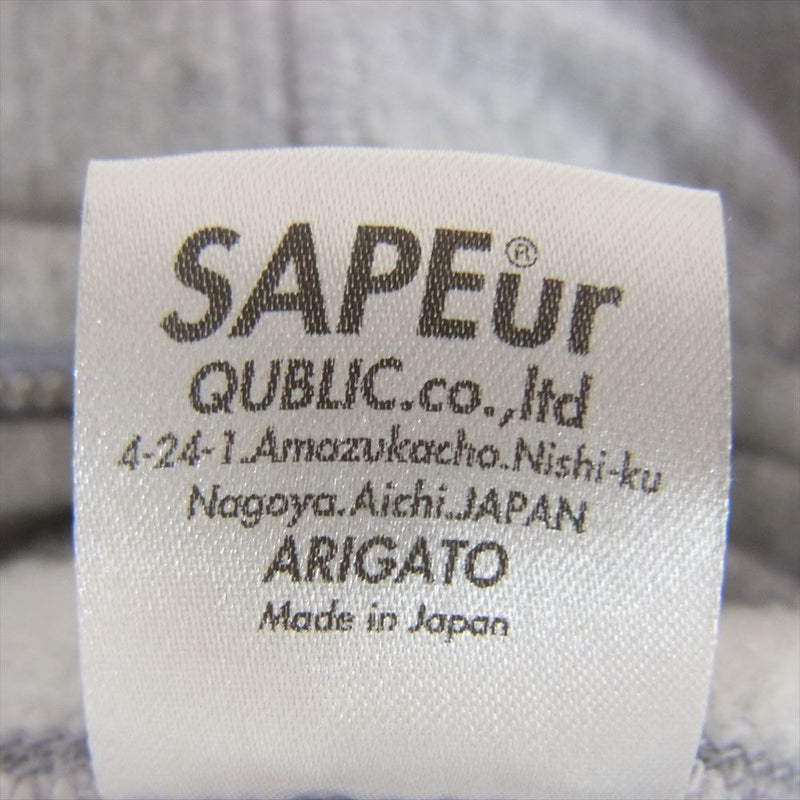 SAPEur®
QUBLIC.co.,ltd
4-24-1.Amazukacho.Nishi-ku
Nagoya.Aichi.JAPAN
ARIGATO
Made in Japan